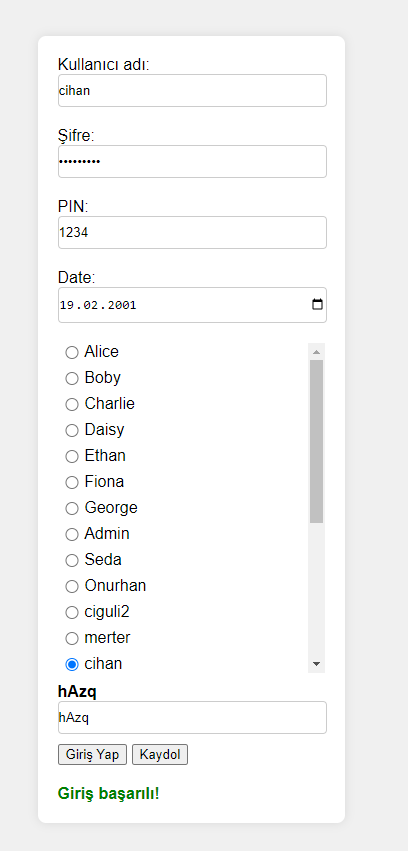 Kullanıcı adı:
cihan
Şifre:
•••••••••
PIN:
1234
Date:
19.02.2001
Alice
Boby
Charlie
Daisy
Ethan
Fiona
George
Admin
Seda
Onurhan
ciguli2
merter
cihan
hAzq
hAzq
Giriş Yap Kaydol
Giriş başarılı!